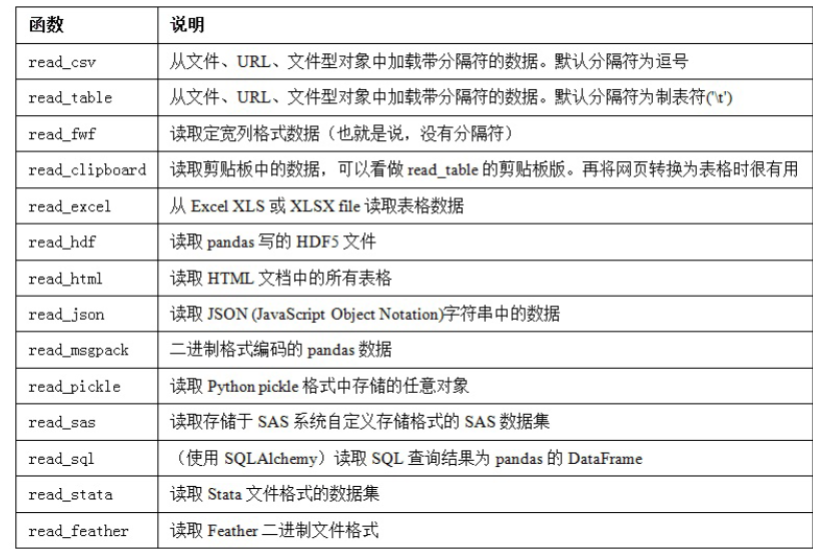 函数 说明
read_csv 从文件、URL、文件型对象中加载带分隔符的数据。默认分隔符为逗号
read_table 从文件、URL、文件型对象中加载带分隔符的数据。默认分隔符为制表符('\t')
read_fwf 读取定宽列格式数据（也就是说，没有分隔符）
read_clipboard 读取剪贴板中的数据，可以看做 read_table 的剪贴板版。再将网页转换为表格时很有用
read_excel 从 Excel XLS 或 XLSX file 读取表格数据
read_hdf 读取 pandas 写的 HDF5 文件
read_html 读取 HTML 文档中的所有表格
read_json 读取 JSON (JavaScript Object Notation)字符串中的数据
read_msgpack 二进制格式编码的 pandas 数据
read_pickle 读取 Python pickle 格式中存储的任意对象
read_sas 读取存储于 SAS 系统自定义存储格式的 SAS 数据集
read_sql （使用 SQLAlchemy）读取 SQL 查询结果为 pandas 的 DataFrame
read_stata 读取 Stata 文件格式的数据集
read_feather 读取 Feather 二进制文件格式